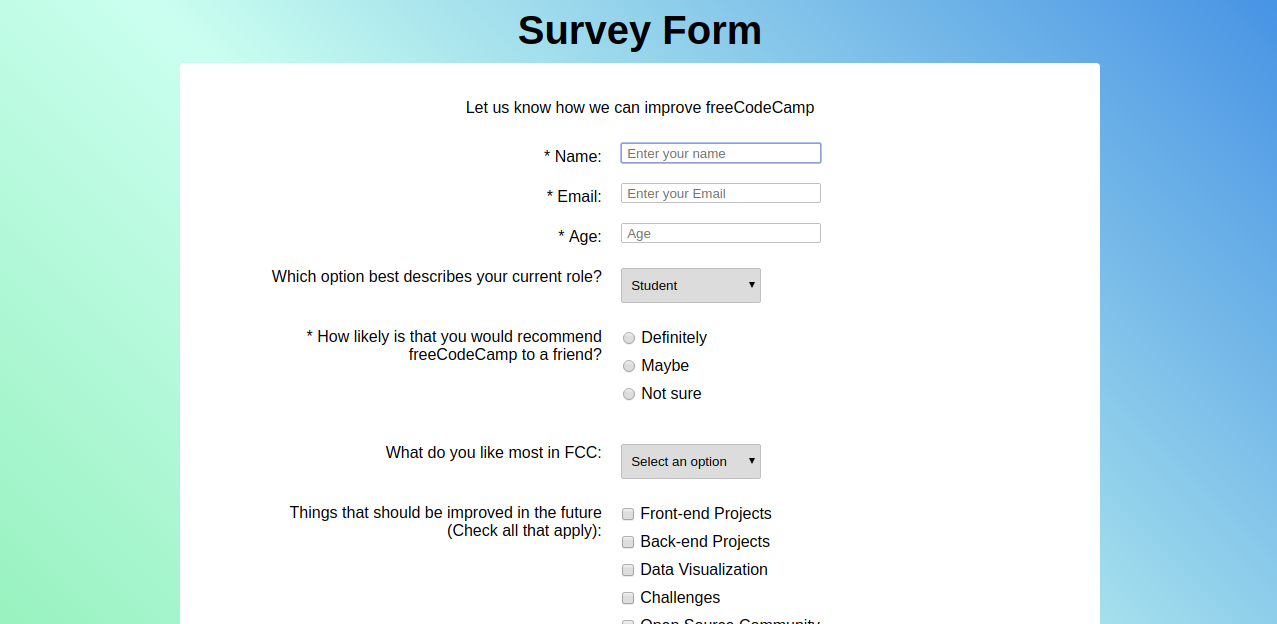 Survey Form
Let us know how we can improve freeCodeCamp
* Name: Enter your name
* Email: Enter your Email
* Age: Age
Which option best describes your current role? Student
* How likely is that you would recommend
freeCodeCamp to a friend?
Definitely
Maybe
Not sure
What do you like most in FCC: Select an option
Things that should be improved in the future
(Check all that apply):
Front-end Projects
Back-end Projects
Data Visualization
Challenges
Open Source Community